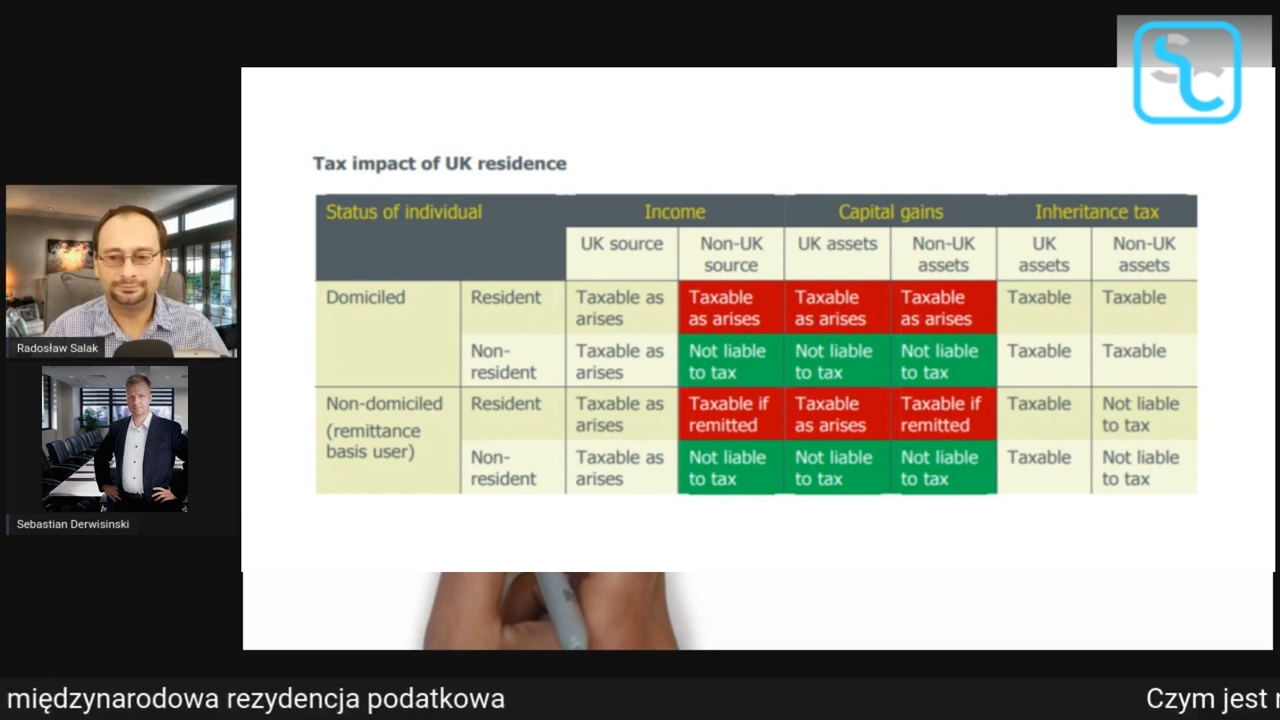 SC
Tax impact of UK residence
Status of individual Income Capital gains Inheritance tax
UK source Non-UK source UK assets Non-UK assets UK assets Non-UK assets
Domiciled Resident Taxable as arises Taxable as arises Taxable as arises Taxable as arises Taxable Taxable
Non-resident Taxable as arises Not liable to tax Not liable to tax Not liable to tax Taxable Taxable
Non-domiciled (remittance basis user) Resident Taxable as arises Taxable if remitted Taxable as arises Taxable if remitted Taxable Not liable to tax
Non-resident Taxable as arises Not liable to tax Not liable to tax Not liable to tax Taxable Not liable to tax
Radosław Salak
Sebastian Derwisinski
międzynarodowa rezydencja podatkowa Czym jest